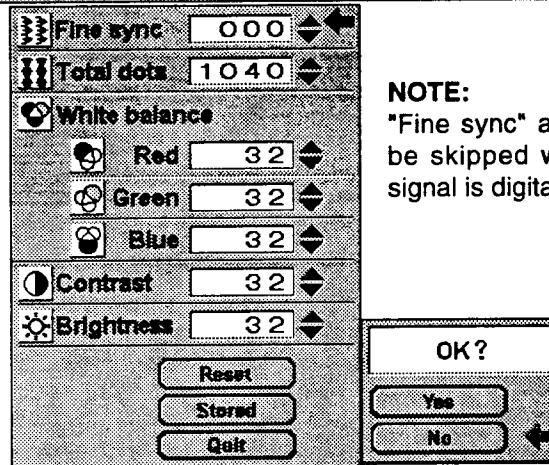 Fine sync 000
Total dots 1040
White balance
Red 32
Green 32
Blue 32
Contrast 32
Brightness 32
Reset
Stored
Quit
NOTE:
"Fine sync" a
be skipped
signal is digita
OK?
Yes
No